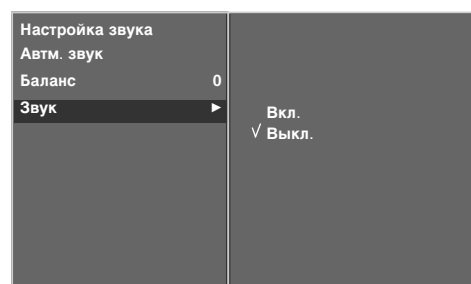 Настройка звука
Автм. звук
Баланс 0
Звук ►
Вкл.
√ Выкл.